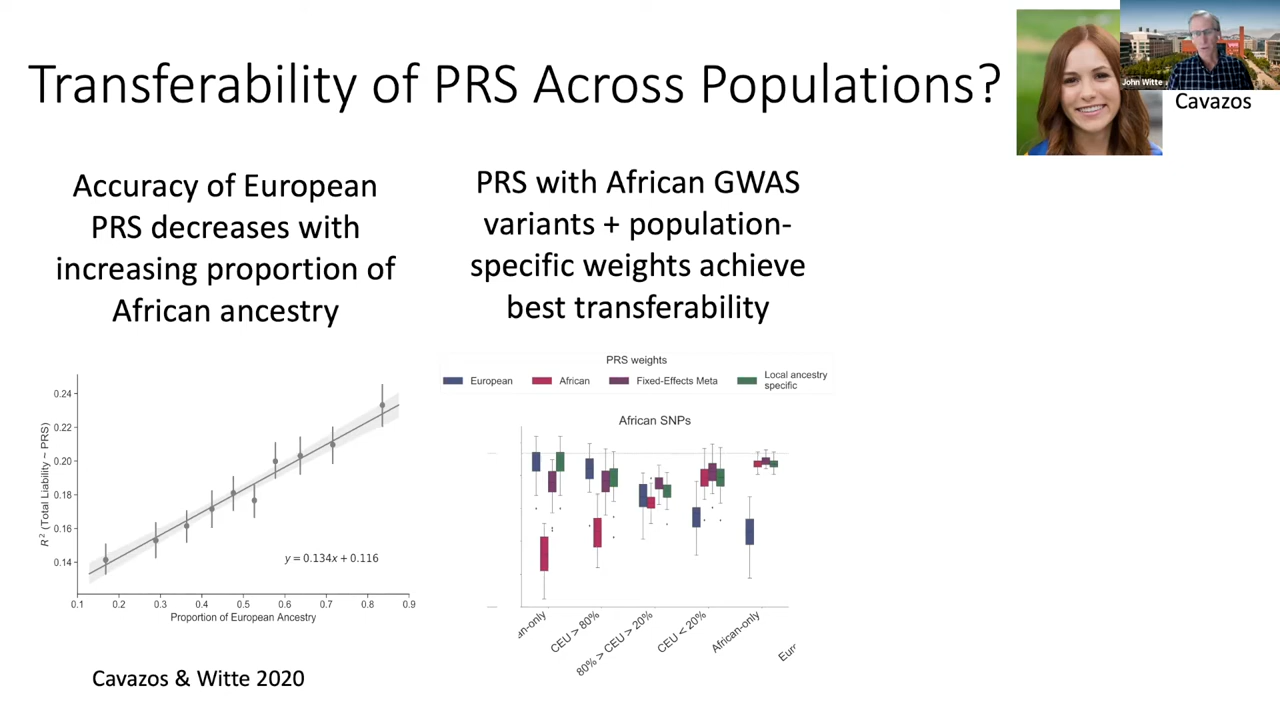 Transferability of PRS Across Populations?
John Witte
Cavazos
Accuracy of European
PRS decreases with
increasing proportion of
African ancestry
PRS with African GWAS
variants + population-
specific weights achieve
best transferability
0.24
0.22
0.20
0.18
0.16
0.14
R² (Total Liability ~ PRS)
y = 0.134x + 0.116
0.1 0.2 0.3 0.4 0.5 0.6 0.7 0.8 0.9
Proportion of European Ancestry
PRS weights
European African Fixed-Effects Meta Local ancestry
specific
African SNPs
an-only
CEU > 80%
80% > CEU > 20%
CEU < 20%
African-only
Euro
Cavazos & Witte 2020